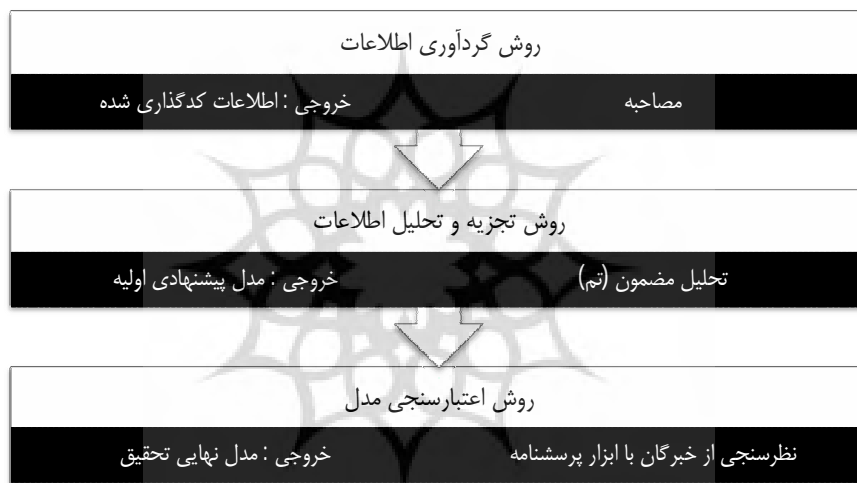 روش گردآوری اطلاعات
مصاحبه خروجی : اطلاعات کدگذاری شده
روش تجزیه و تحلیل اطلاعات
تحلیل مضمون (تم) خروجی : مدل پیشنهادی اولیه
روش اعتبارسنجی مدل
نظرسنجی از خبرگان با ابزار پرسشنامه خروجی : مدل نهایی تحقیق